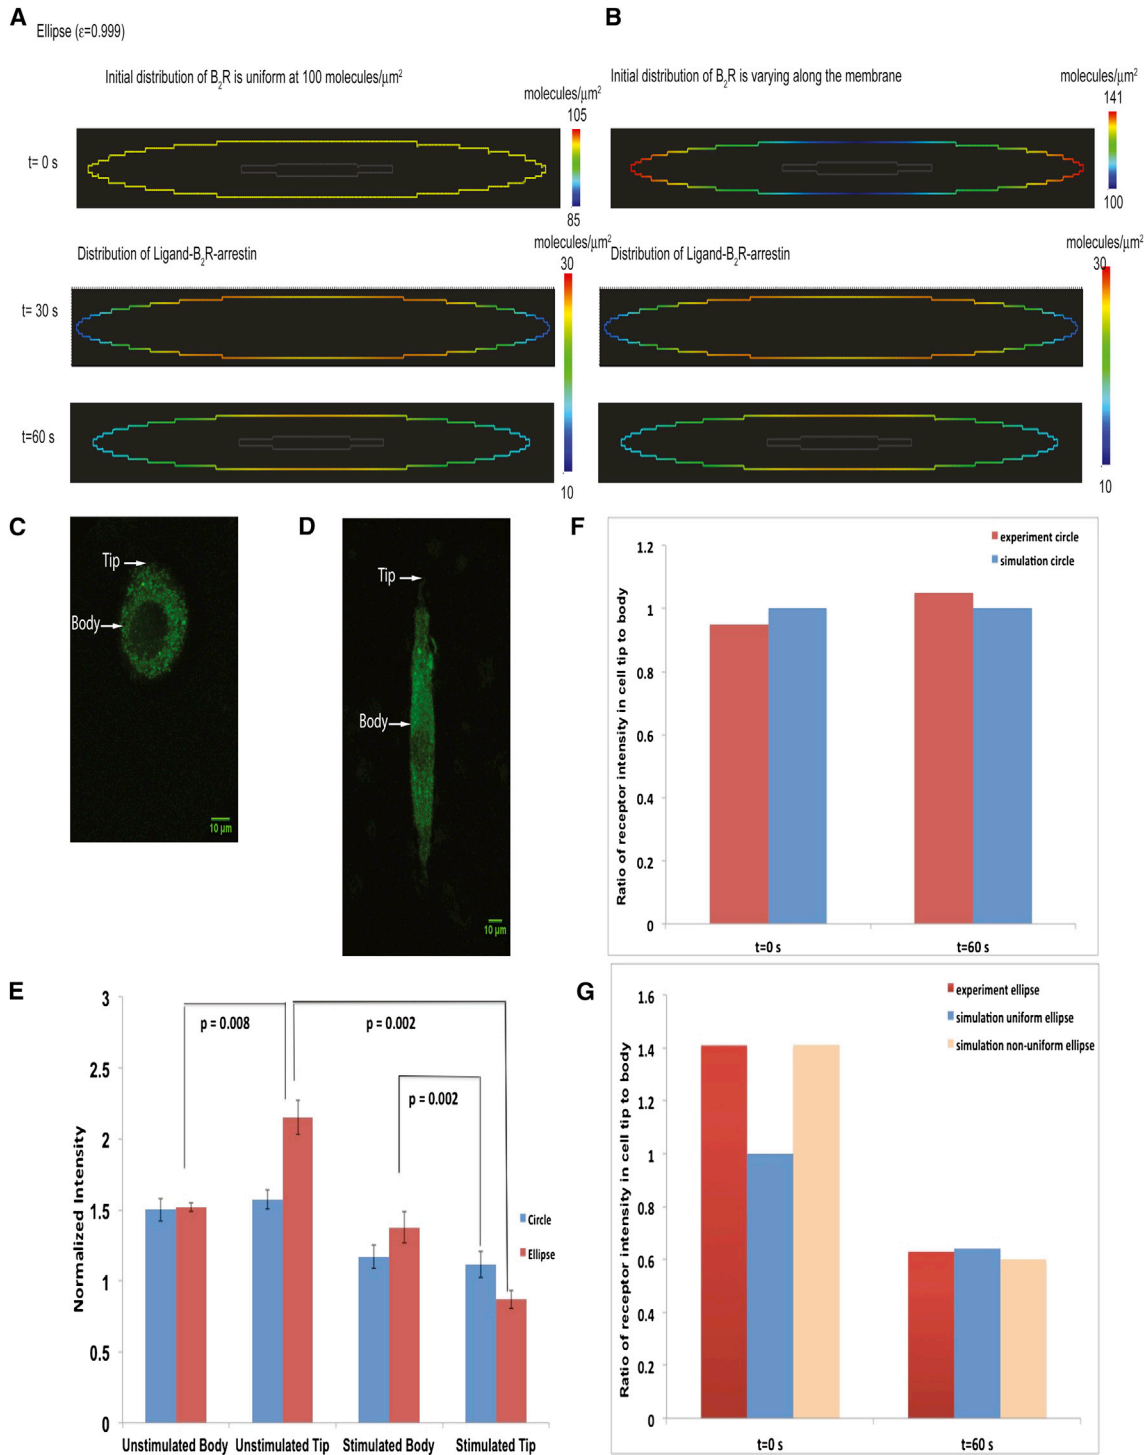 A
Ellipse (ε=0.999)
Initial distribution of B2R is uniform at 100 molecules/μm²
molecules/μm²
105
t= 0 s
85
Distribution of Ligand-B2R-arrestin
molecules/μm²
30
t= 30 s
t=60 s
10
B
Initial distribution of B2R is varying along the membrane
molecules/μm²
141
100
Distribution of Ligand-B2R-arrestin
molecules/μm²
30
10
C
Tip
Body
10 μm
D
Tip
Body
10 μm
F
experiment circle
simulation circle
Ratio of receptor intensity in cell tip to body
1.2
1
0.8
0.6
0.4
0.2
0
t=0 s
t=60 s
E
Normalized Intensity
3
2.5
2
1.5
1
0.5
0
p = 0.008
p = 0.002
p = 0.002
Circle
Ellipse
Unstimulated Body
Unstimulated Tip
Stimulated Body
Stimulated Tip
G
experiment ellipse
simulation uniform ellipse
simulation non-uniform ellipse
Ratio of receptor intensity in cell tip to body
1.6
1.4
1.2
1
0.8
0.6
0.4
0.2
0
t=0 s
t=60 s